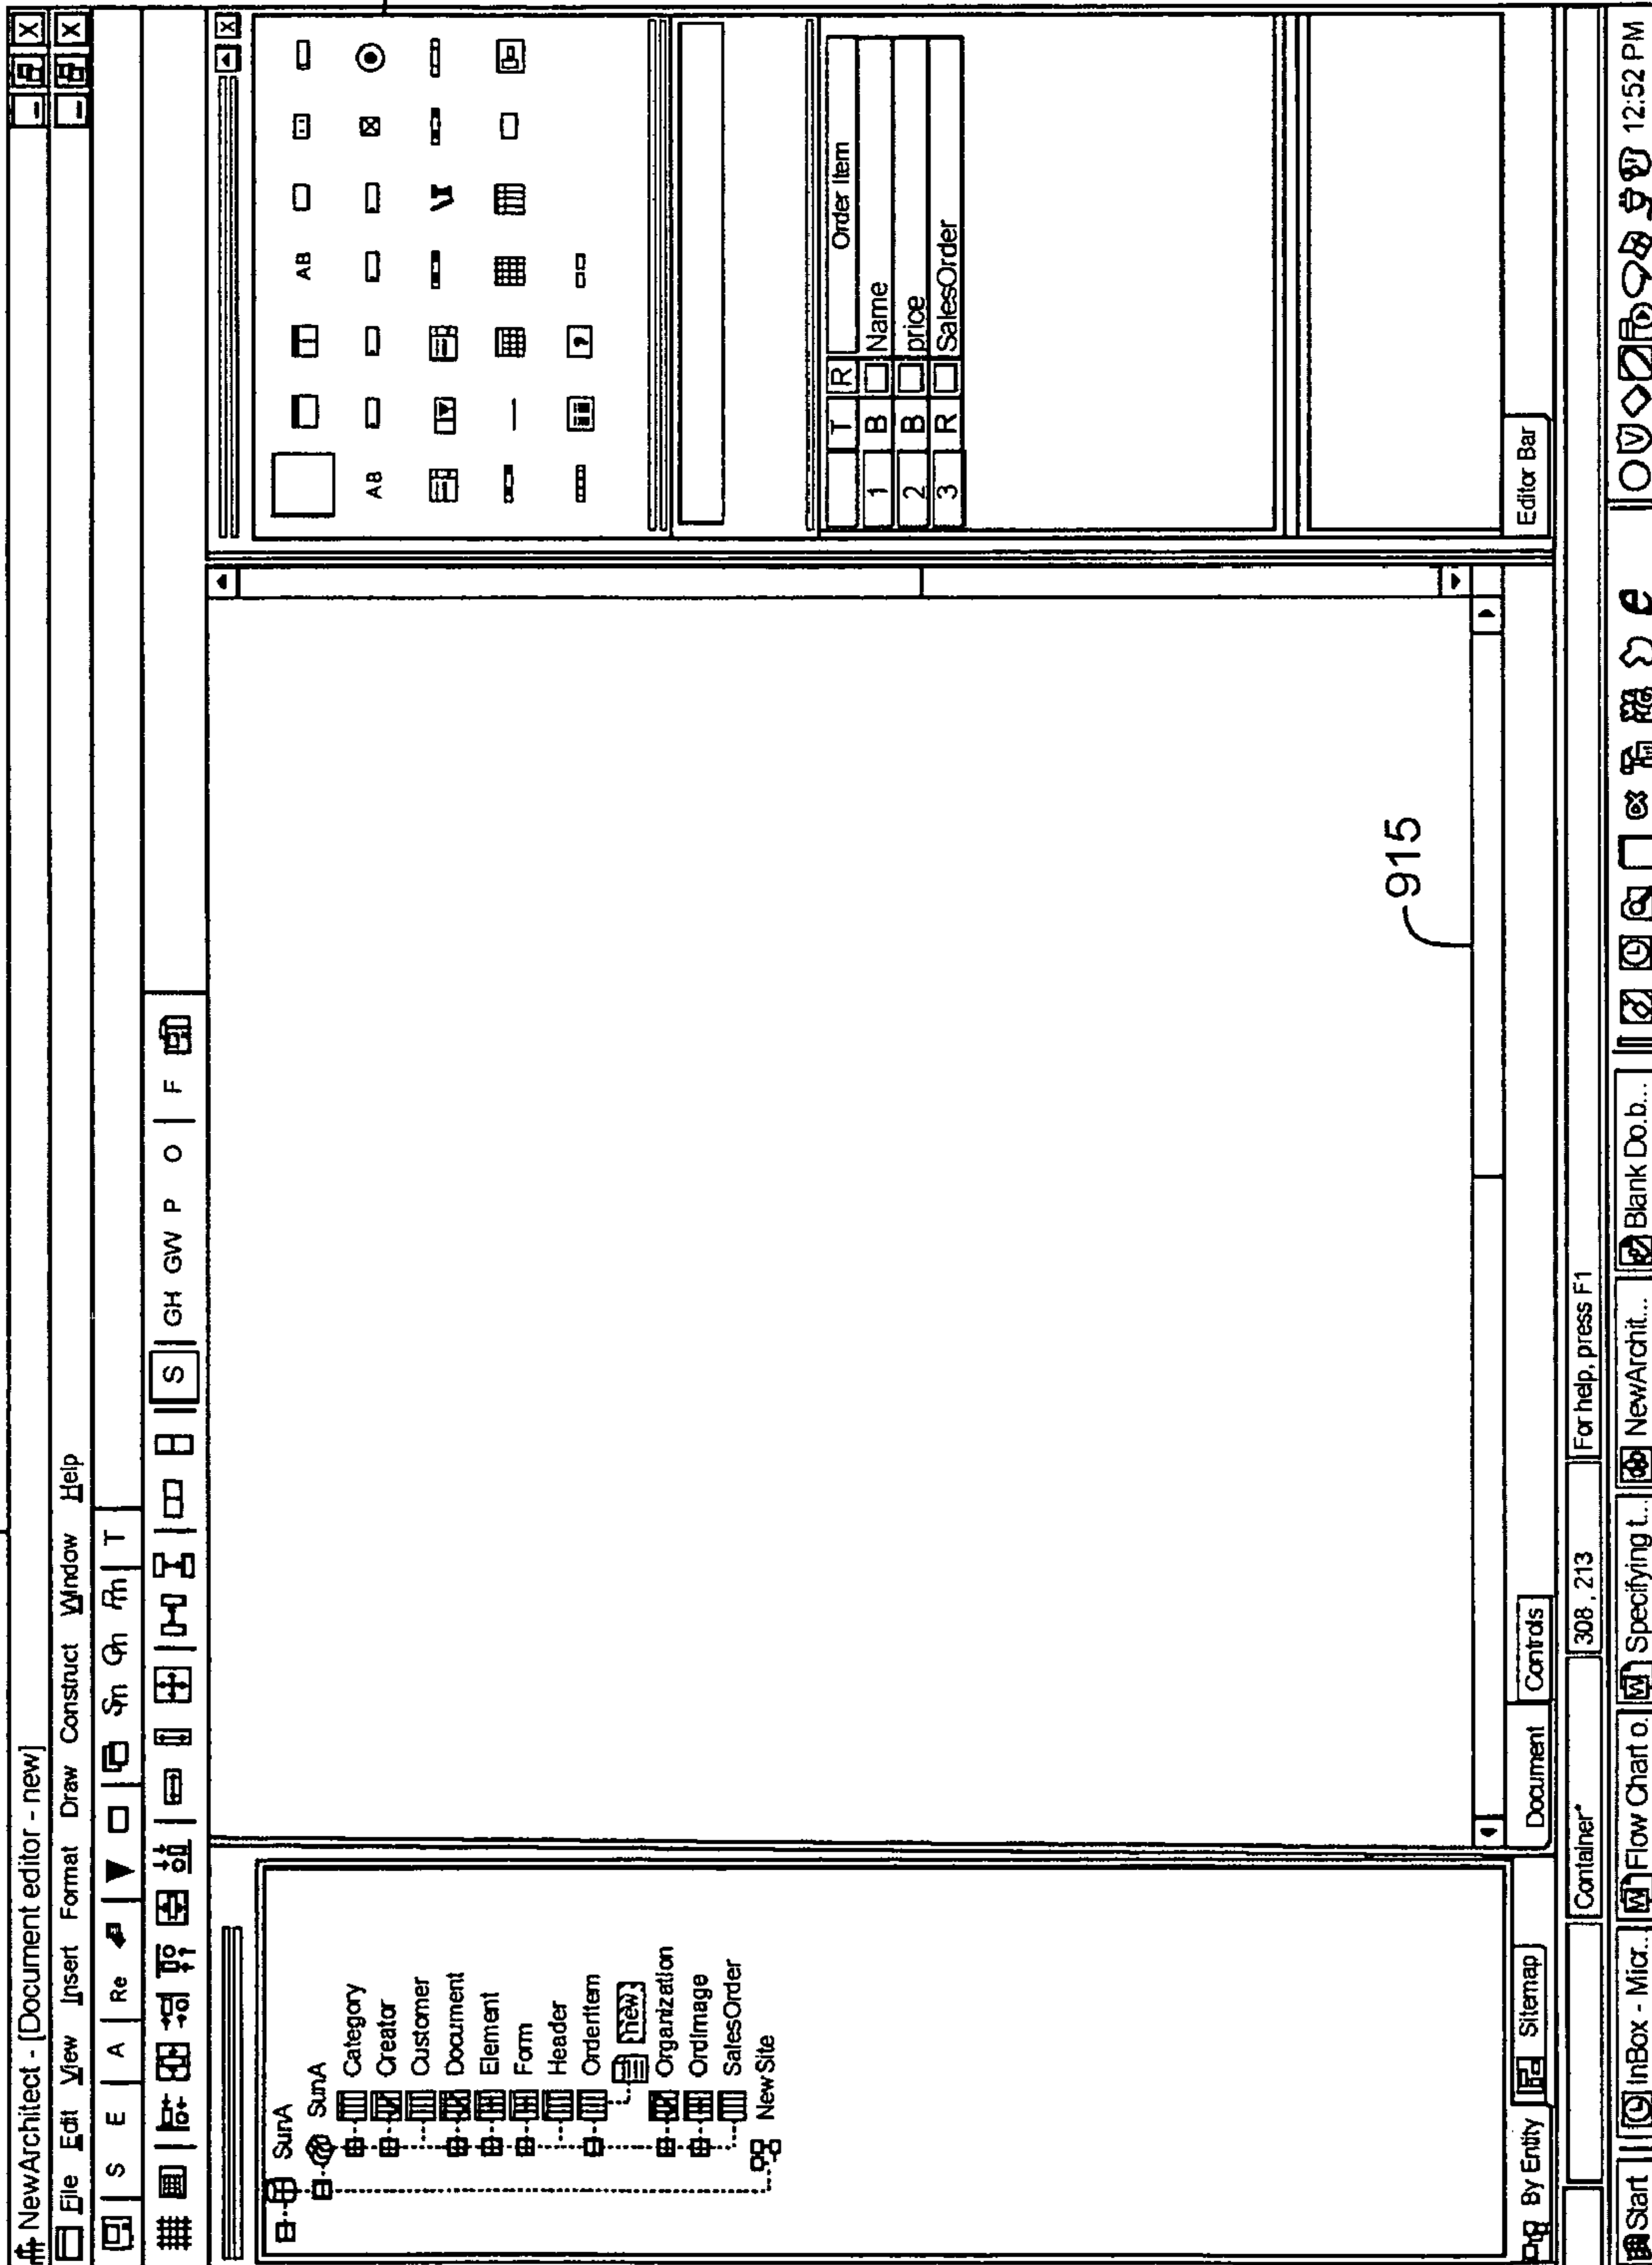 NewArchitect - [Document editor - new]
File Edit View Insert Format Draw Construct Window Help
S E A Re Sm Gn Rn T
S GH GW P O F
SunA
SunA
Category
Creator
Customer
Document
Element
Form
Header
OrderItem
new
Organization
OrdImage
SalesOrder
NewSite
By Entity Sitemap
915
Document Controls
AB
AB
T R Order Item
1 B Name
2 B price
3 R SalesOrder
Editor Bar
Container* 308 , 213 For help, press F1
Start InBox - Micr... W Flow Chart o. W Specifying t... NewArchit... Blank Do.b... 12:52 PM